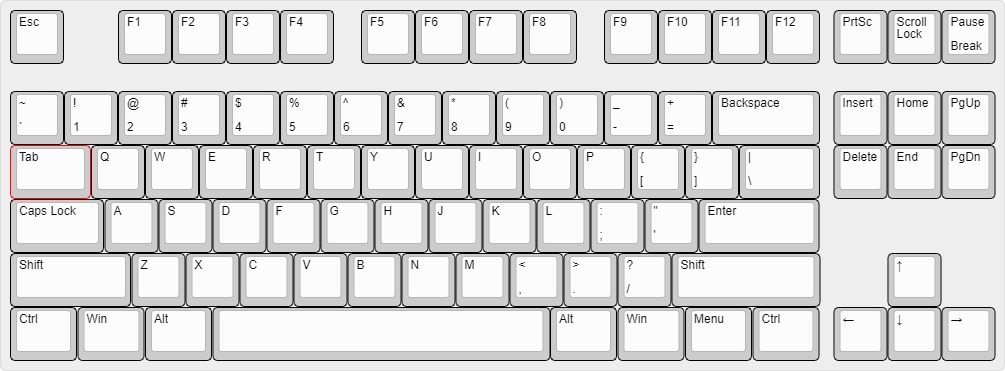 Esc F1 F2 F3 F4 F5 F6 F7 F8 F9 F10 F11 F12 PrtSc Scroll Pause
Lock
Break
~ ! @ # $ % ^ & * ( ) _ + Backspace Insert Home PgUp
` 1 2 3 4 5 6 7 8 9 0 - =
Tab Q W E R T Y U I O P { } | Delete End PgDn
[ ] \
Caps Lock A S D F G H J K L : " Enter
; '
Shift Z X C V B N M < > ? Shift ↑
, . /
Ctrl Win Alt Alt Win Menu Ctrl ← ↓ →